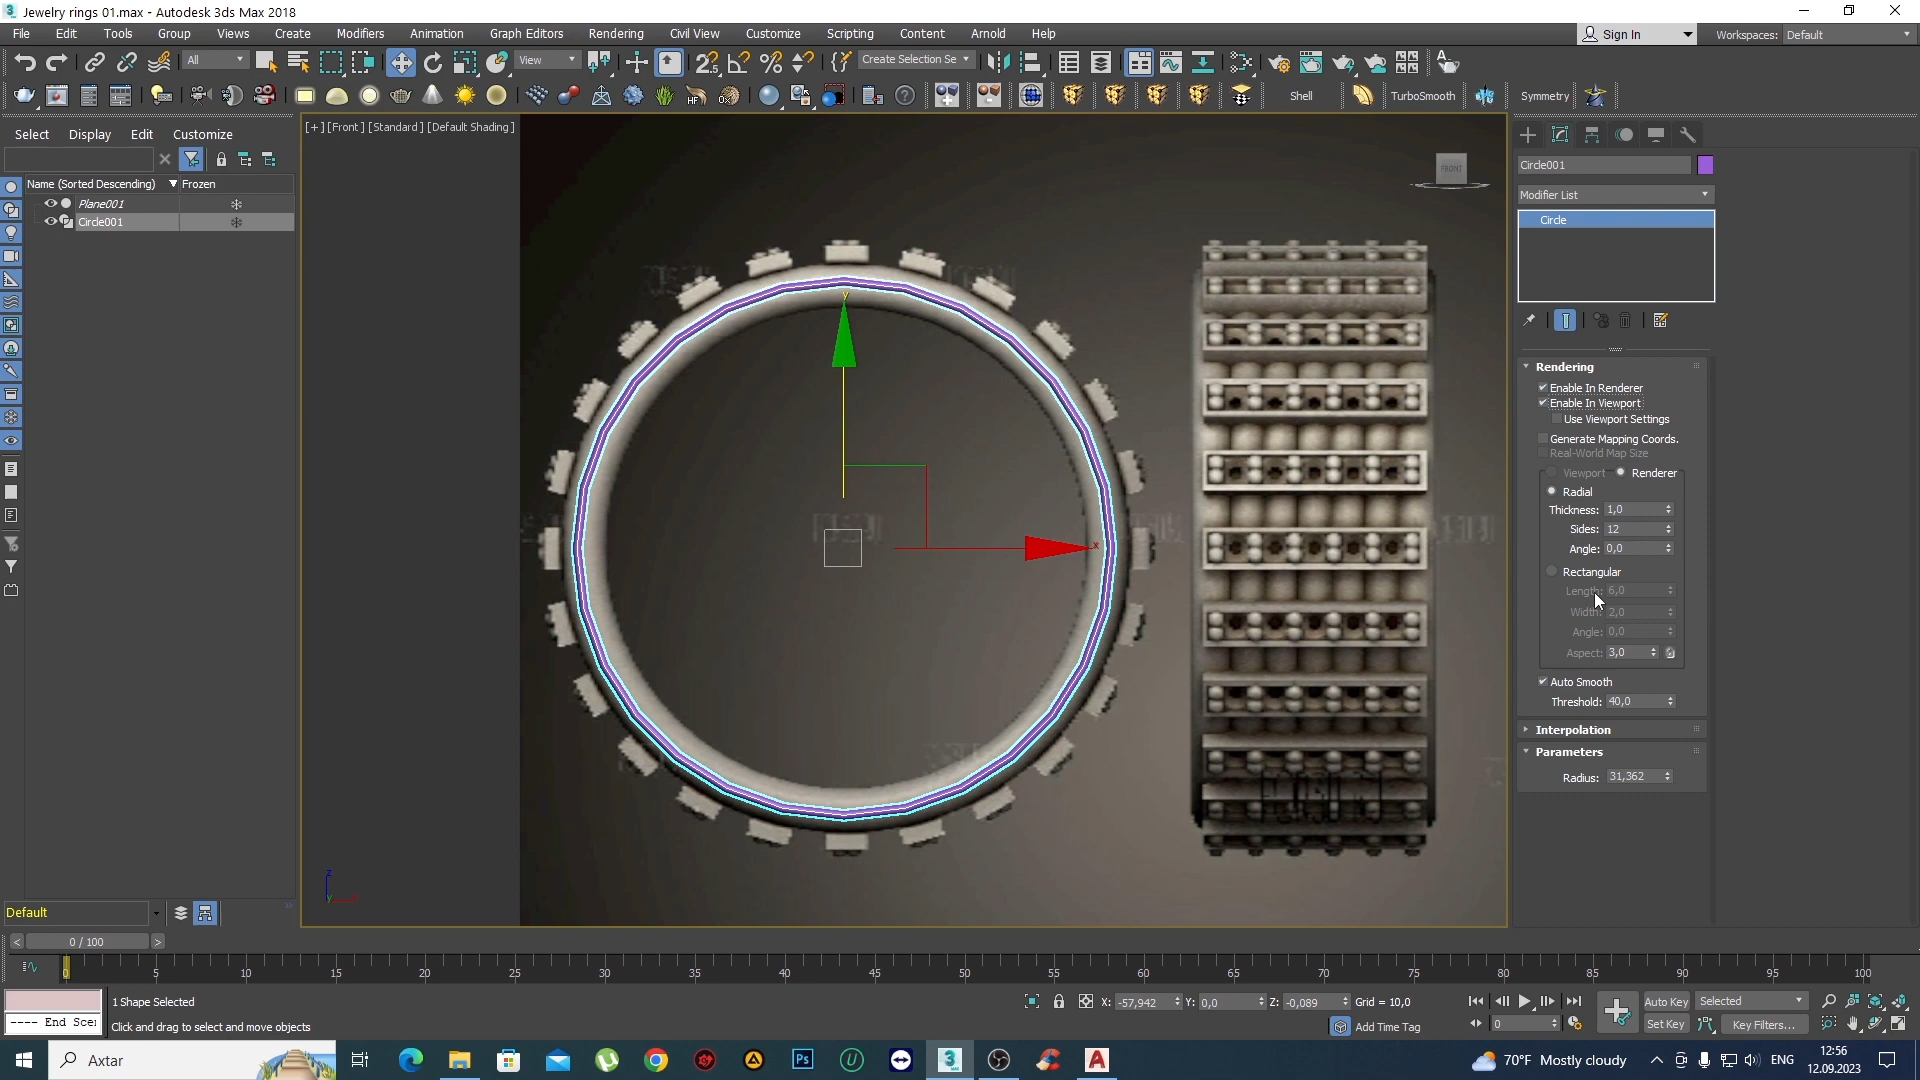 Jewelry rings 01.max - Autodesk 3ds Max 2018
File Edit Tools Group Views Create Modifiers Animation Graph Editors Rendering Civil View Customize Scripting Content Arnold Help
Sign In
Workspaces: Default
All
View
Create Selection Se
Shell
TurboSmooth
Symmetry
Select Display Edit Customize
Name (Sorted Descending) Frozen
Plane001
Circle001
[+] [Front] [Standard] [Default Shading]
FRONT
y
x
z
Circle001
Modifier List
Circle
Rendering
Enable In Renderer
Enable In Viewport
Use Viewport Settings
Generate Mapping Coords.
Real-World Map Size
Viewport Renderer
Radial
Thickness: 1,0
Sides: 12
Angle: 0,0
Rectangular
Length: 6,0
Width: 2,0
Angle: 0,0
Aspect: 3,0
Auto Smooth
Threshold: 40,0
Interpolation
Parameters
Radius: 31,362
Default
0 / 100
0 5 10 15 20 25 30 35 40 45 50 55 60 65 70 75 80 85 90 95 100
1 Shape Selected
---- End Scer
Click and drag to select and move objects
X: -57,942 Y: 0,0 Z: -0,089 Grid = 10,0
Add Time Tag
0
Auto Key Selected
Set Key Key Filters...
Axtar
70°F Mostly cloudy
ENG
12:56
12.09.2023